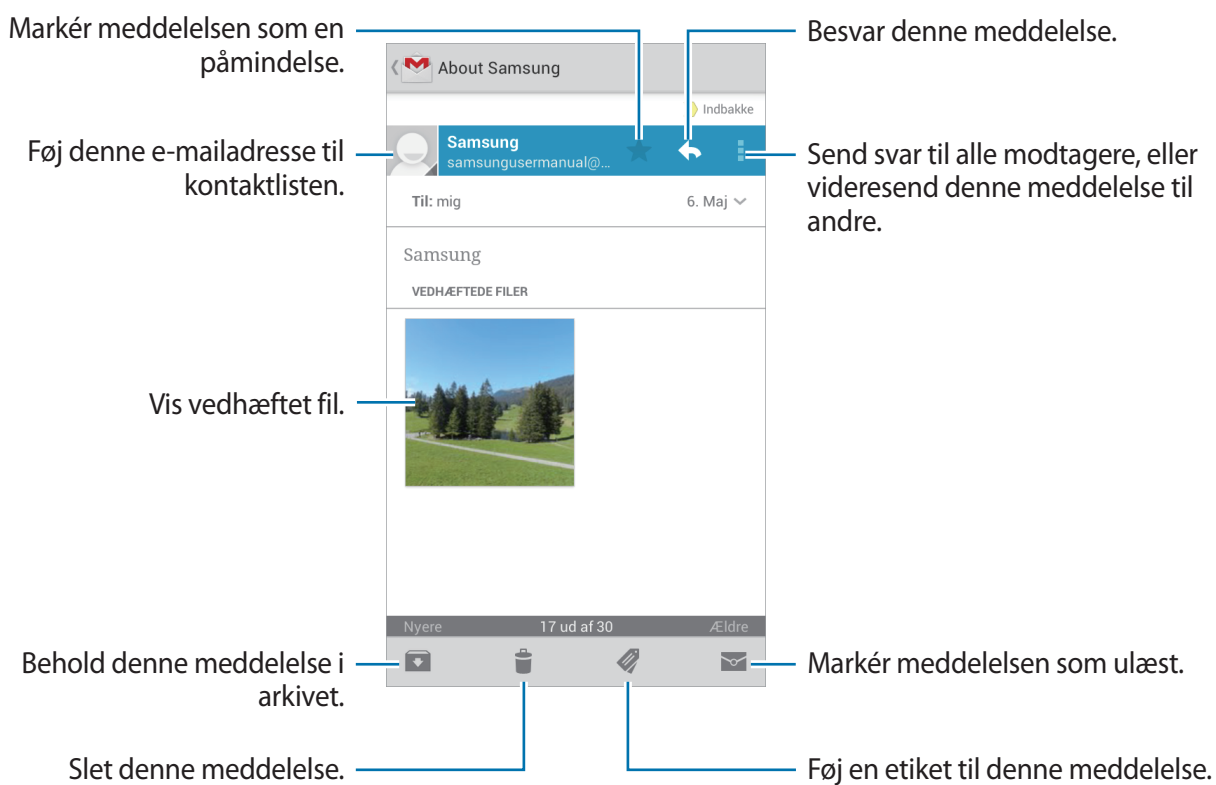 Markér meddelelsen som en
påmindelse.
Besvar denne meddelelse.
About Samsung
Indbakke
Føj denne e-mailadresse til
kontaktlisten.
Samsung
samsungusermanual@...
Send svar til alle modtagere, eller
videresend denne meddelelse til
andre.
Til: mig
6. Maj
Samsung
VEDHÆFTEDE FILER
Vis vedhæftet fil.
Nyere
17 ud af 30
Ældre
Behold denne meddelelse i
arkivet.
Markér meddelelsen som ulæst.
Slet denne meddelelse.
Føj en etiket til denne meddelelse.